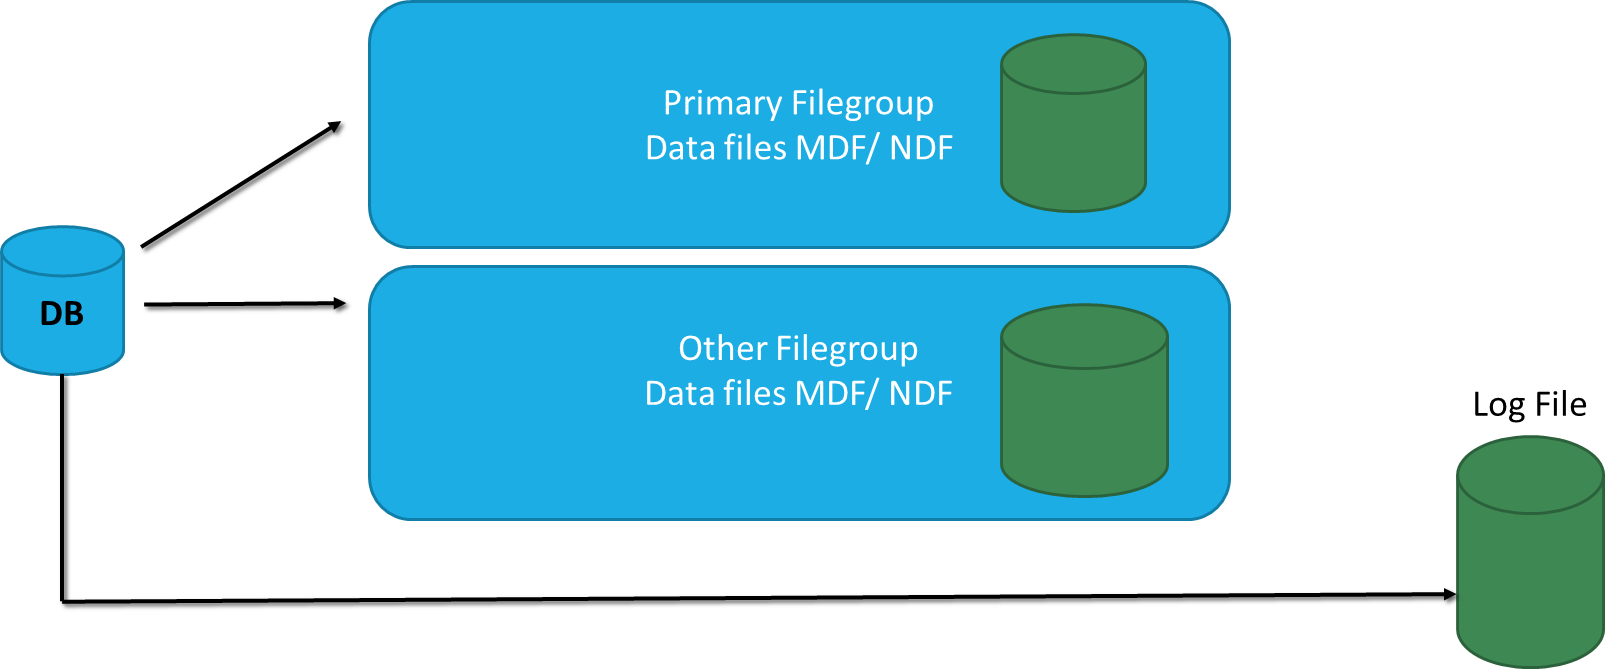 Primary Filegroup
Data files MDF/ NDF
DB
Other Filegroup
Data files MDF/ NDF
Log File